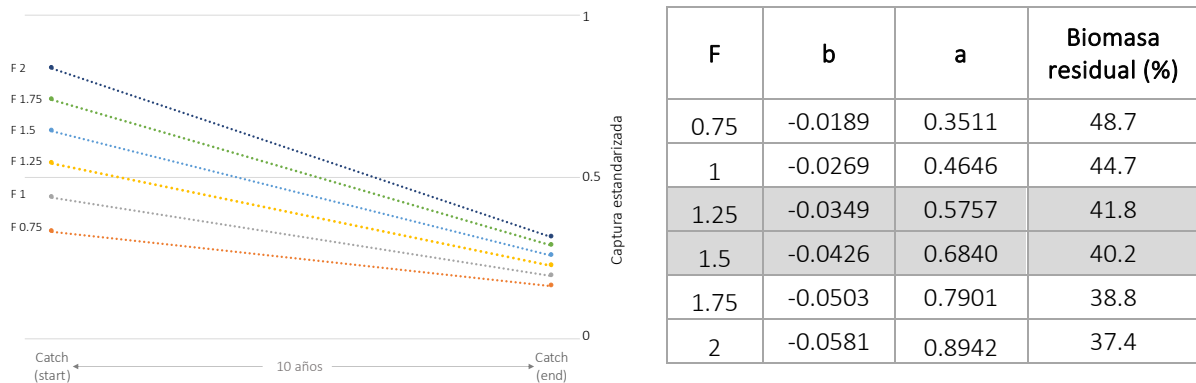 1
F 2
F 1.75
F 1.5
F 1.25
F 1
F 0.75
0.5
Captura estandarizada
0
Catch
(start)
10 años
Catch
(end)
F b a Biomasa
residual (%)
0.75 -0.0189 0.3511 48.7
1 -0.0269 0.4646 44.7
1.25 -0.0349 0.5757 41.8
1.5 -0.0426 0.6840 40.2
1.75 -0.0503 0.7901 38.8
2 -0.0581 0.8942 37.4